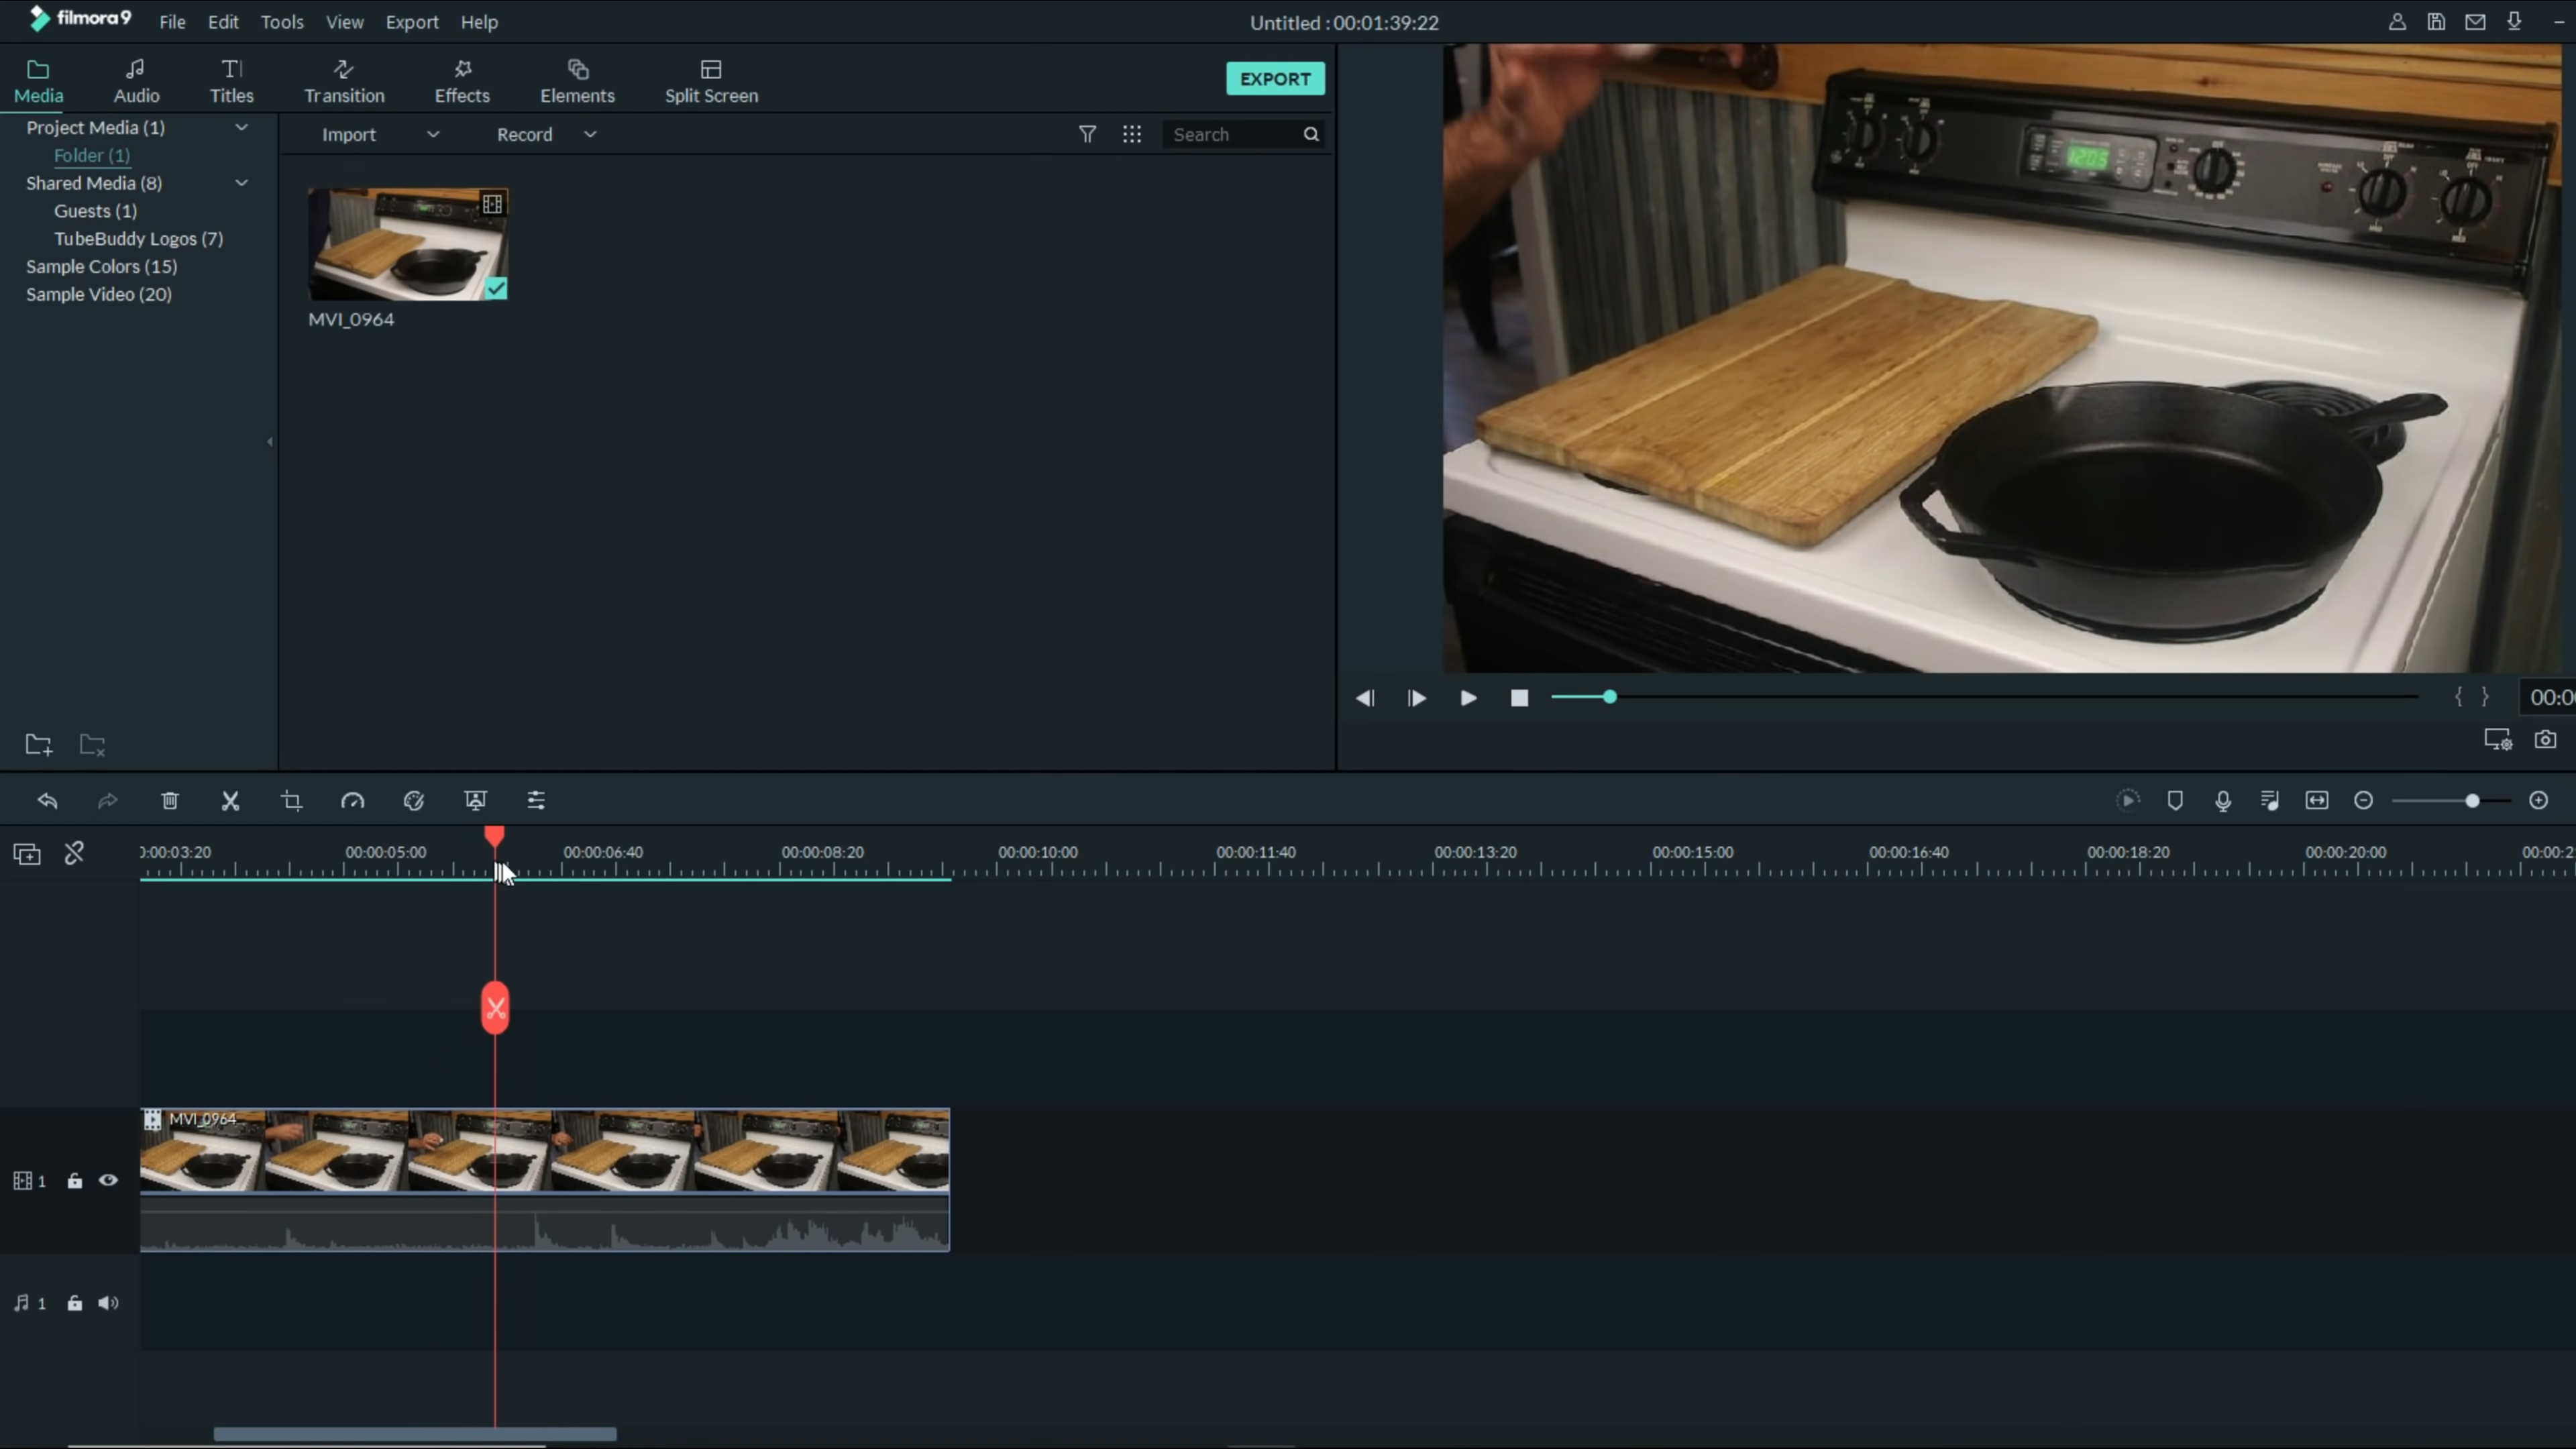 filmora9 File Edit Tools View Export Help Untitled : 00:01:39:22
Media Audio Titles Transition Effects Elements Split Screen EXPORT
Project Media (1)
Folder (1)
Shared Media (8)
Guests (1)
TubeBuddy Logos (7)
Sample Colors (15)
Sample Video (20)
Import Record Search
MVI_0964
1205
00:0
0:00:03:20 00:00:05:00 00:00:06:40 00:00:08:20 00:00:10:00 00:00:11:40 00:00:13:20 00:00:15:00 00:00:16:40 00:00:18:20 00:00:20:00 00:00:2
MVI_0964
1
1